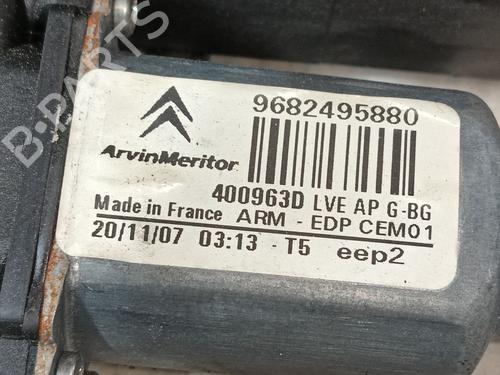 B-PARTS
9682495880
ArvinMeritor
400963D LVE AP G-BG
Made in France ARM - EDP CEM01
20/11/07 03:13 - T5 eep2